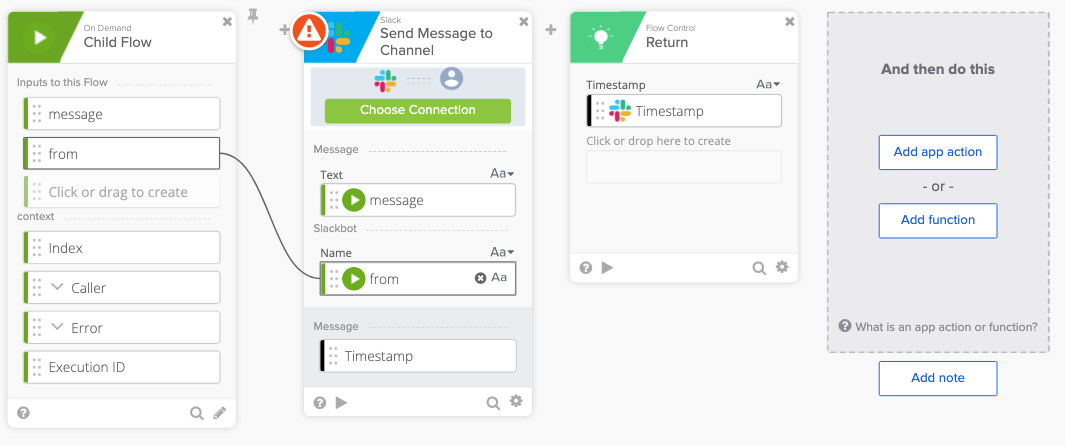 On Demand
Child Flow
Inputs to this Flow
message
from
Click or drag to create
context
Index
Caller
Error
Execution ID
Slack
Send Message to
Channel
Choose Connection
Message
Text Aa
message
Slackbot
Name Aa
from Aa
Message
Timestamp
Flow Control
Return
Timestamp Aa
Timestamp
Click or drop here to create
And then do this
Add app action
- or -
Add function
What is an app action or function?
Add note